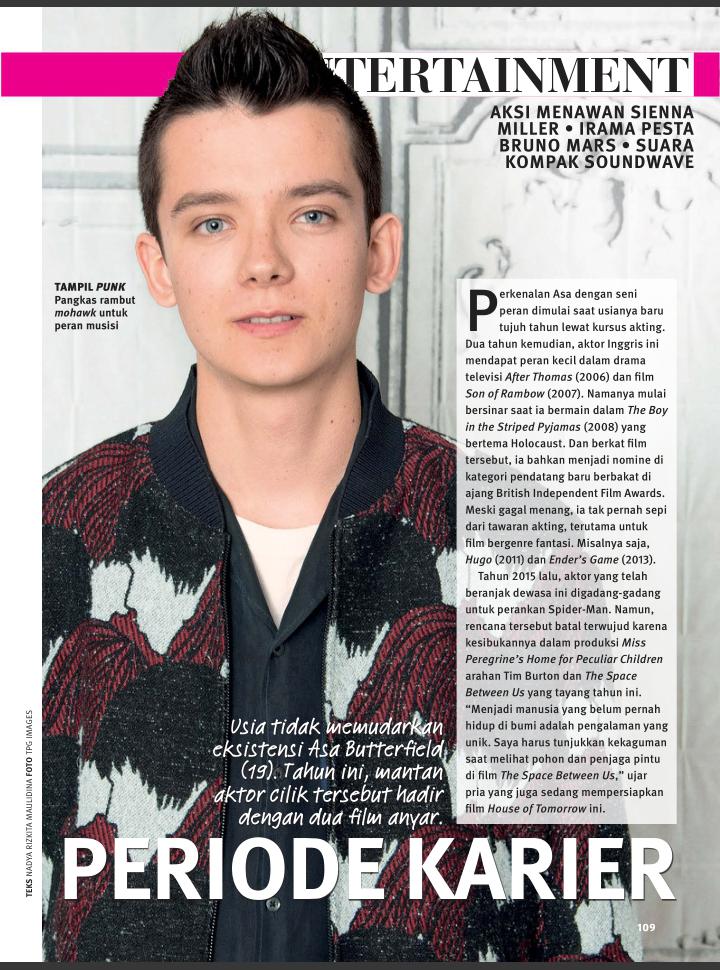 NTERTAINMENT
AKSI MENAWAN SIENNA
MILLER • IRAMA PESTA
BRUNO MARS • SUARA
KOMPAK SOUNDWAVE
TAMPIL PUNK
Pangkas rambut
mohawk untuk
peran musisi
Perkenalan Asa dengan seni
peran dimulai saat usianya baru
tujuh tahun lewat kursus akting.
Dua tahun kemudian, aktor Inggris ini
mendapat peran kecil dalam drama
televisi After Thomas (2006) dan film
Son of Rambow (2007). Namanya mulai
bersinar saat ia bermain dalam The Boy
in the Striped Pyjamas (2008) yang
bertema Holocaust. Dan berkat film
tersebut, ia bahkan menjadi nomine di
kategori pendatang baru berbakat di
ajang British Independent Film Awards.
Meski gagal menang, ia tak pernah sepi
dari tawaran akting, terutama untuk
film bergenre fantasi. Misalnya saja,
Hugo (2011) dan Ender's Game (2013).
Tahun 2015 lalu, aktor yang telah
beranjak dewasa ini digadang-gadang
untuk perankan Spider-Man. Namun,
rencana tersebut batal terwujud karena
kesibukannya dalam produksi Miss
Peregrine's Home for Peculiar Children
arahan Tim Burton dan The Space
Between Us yang tayang tahun ini.
“Menjadi manusia yang belum pernah
hidup di bumi adalah pengalaman yang
unik. Saya harus tunjukkan kekaguman
saat melihat pohon dan penjaga pintu
di film The Space Between Us,” ujar
pria yang juga sedang mempersiapkan
film House of Tomorrow ini.
Usia tidak memudarkan
eksistensi Asa Butterfield
(19). Tahun ini, mantan
aktor cilik tersebut hadir
dengan dua film anyar.
PERIODE KARIER
TEKS NADYA RIZKITA MAULIDINA FOTO TPG IMAGES
109